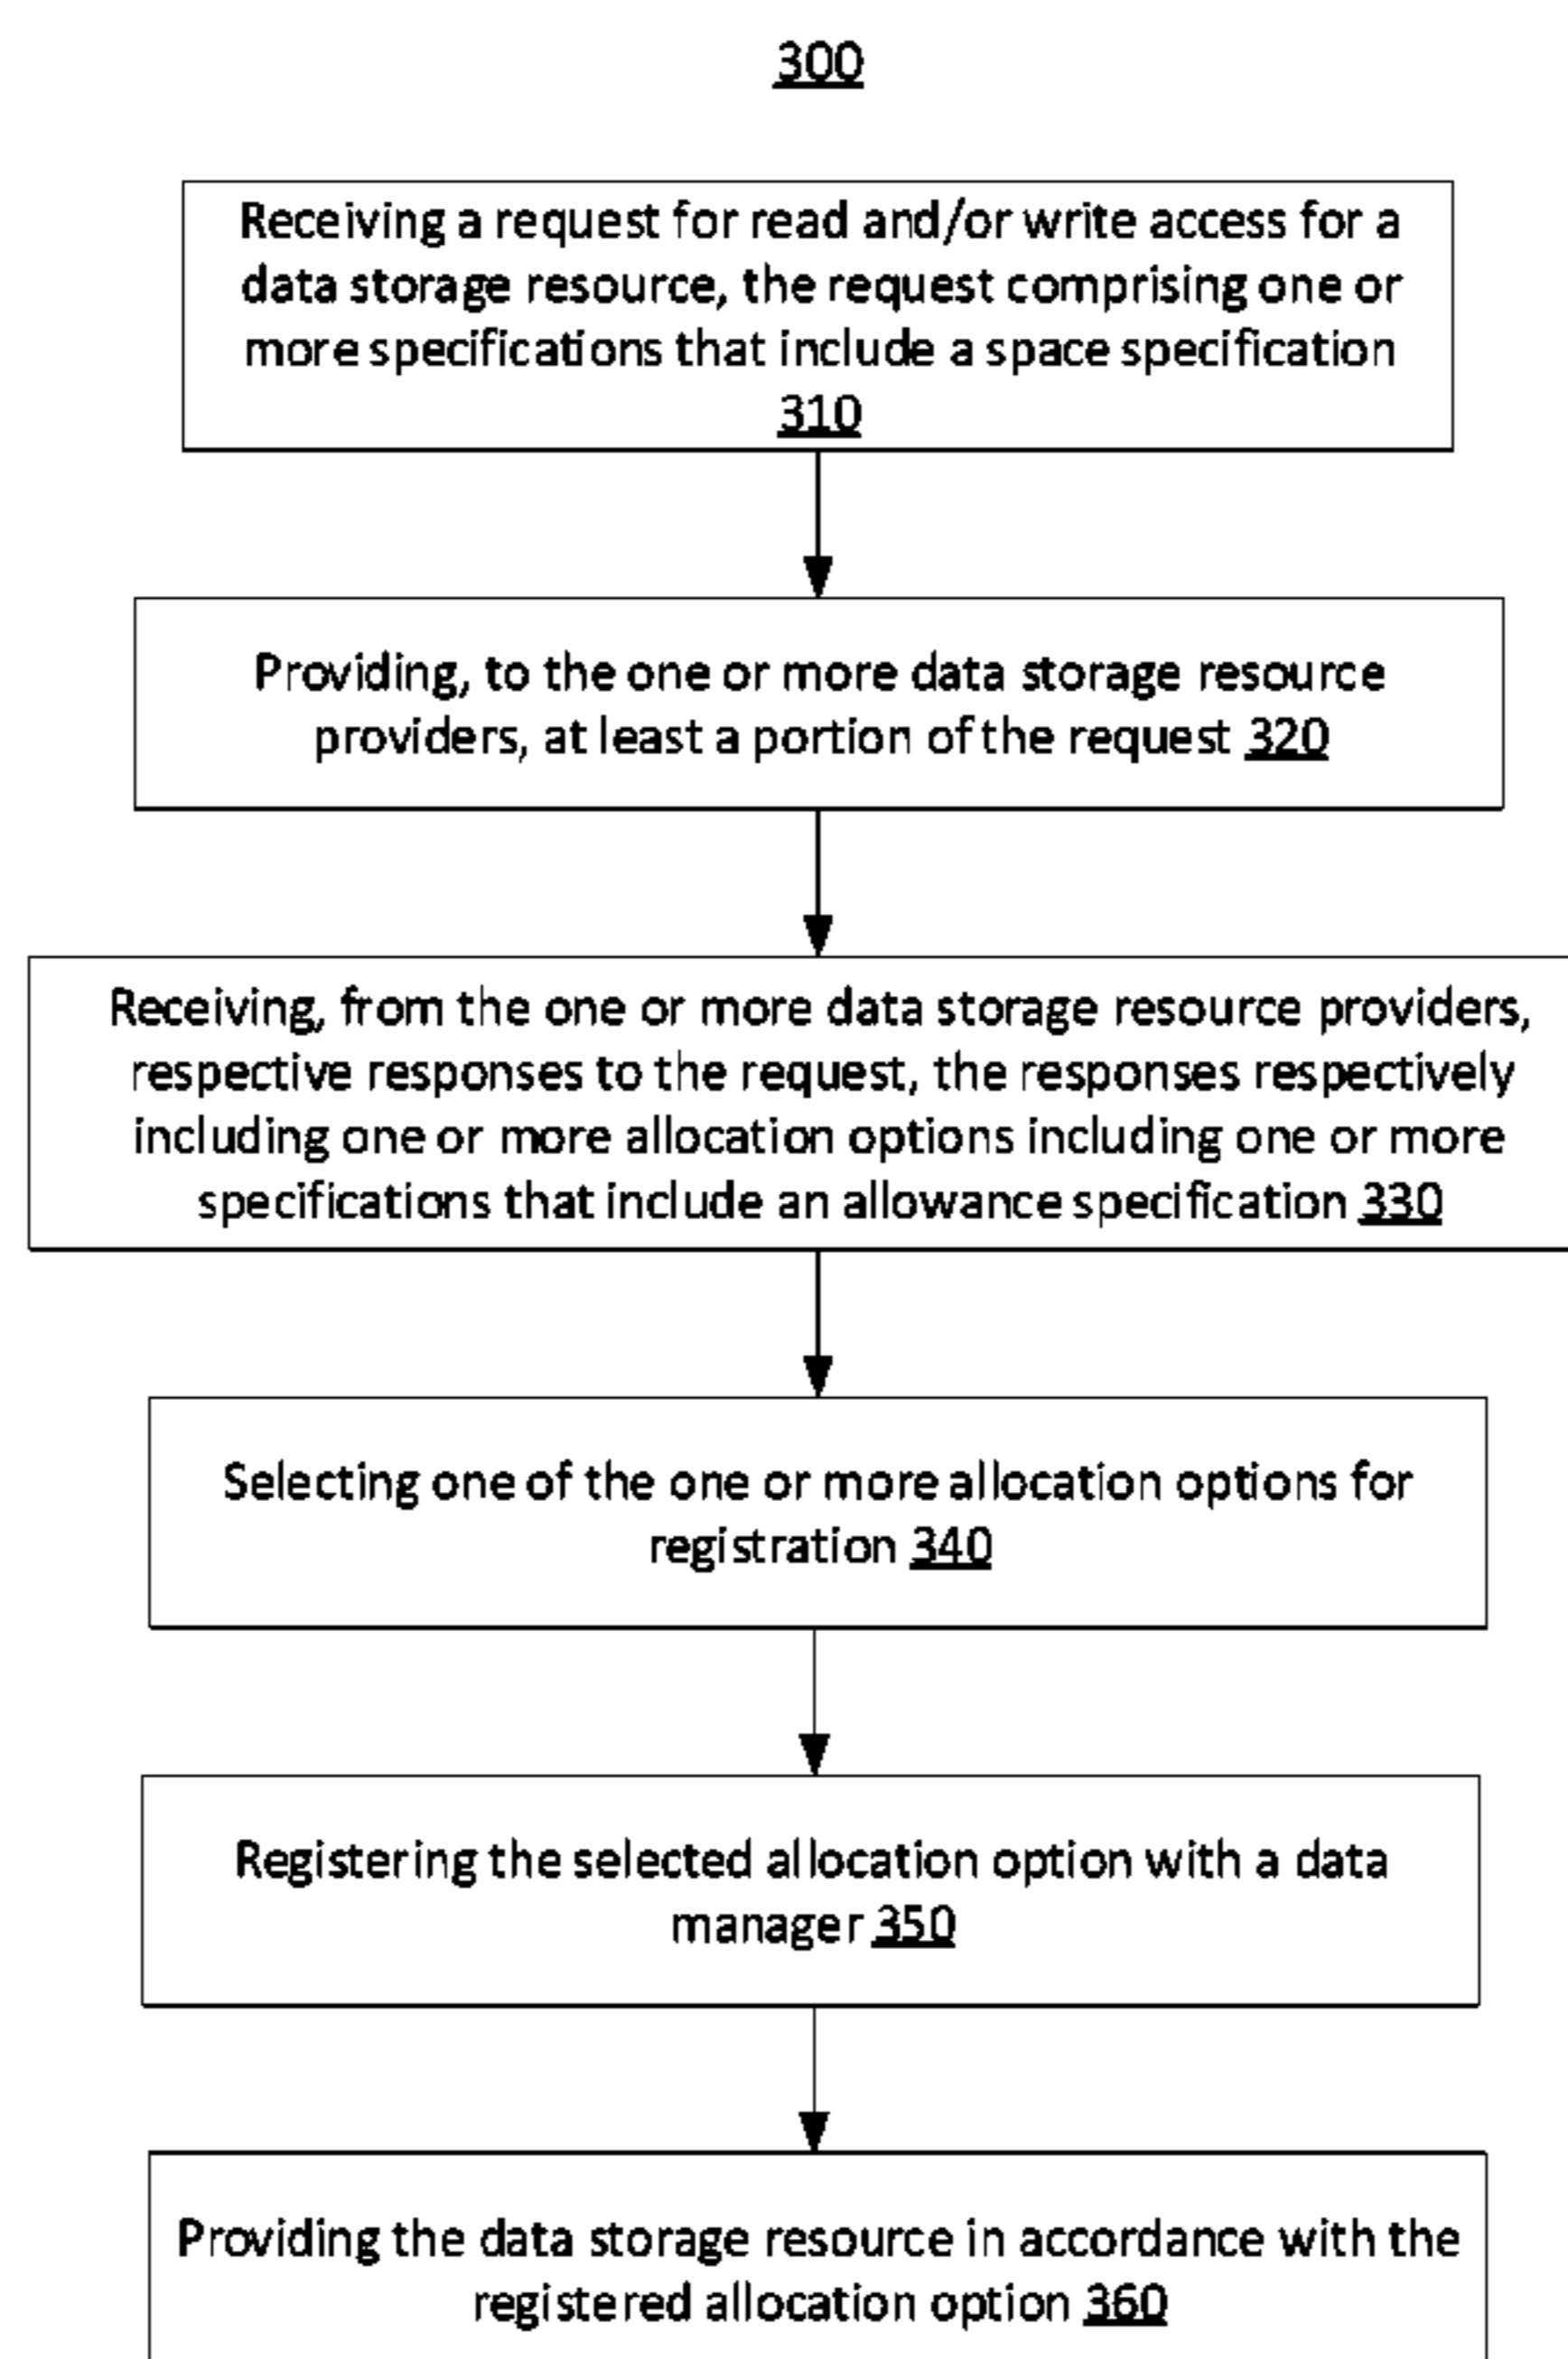 300
Receiving a request for read and/or write access for a
data storage resource, the request comprising one or
more specifications that include a space specification
310
Providing, to the one or more data storage resource
providers, at least a portion of the request 320
Receiving, from the one or more data storage resource providers,
respective responses to the request, the responses respectively
including one or more allocation options including one or more
specifications that include an allowance specification 330
Selecting one of the one or more allocation options for
registration 340
Registering the selected allocation option with a data
manager 350
Providing the data storage resource in accordance with the
registered allocation option 360